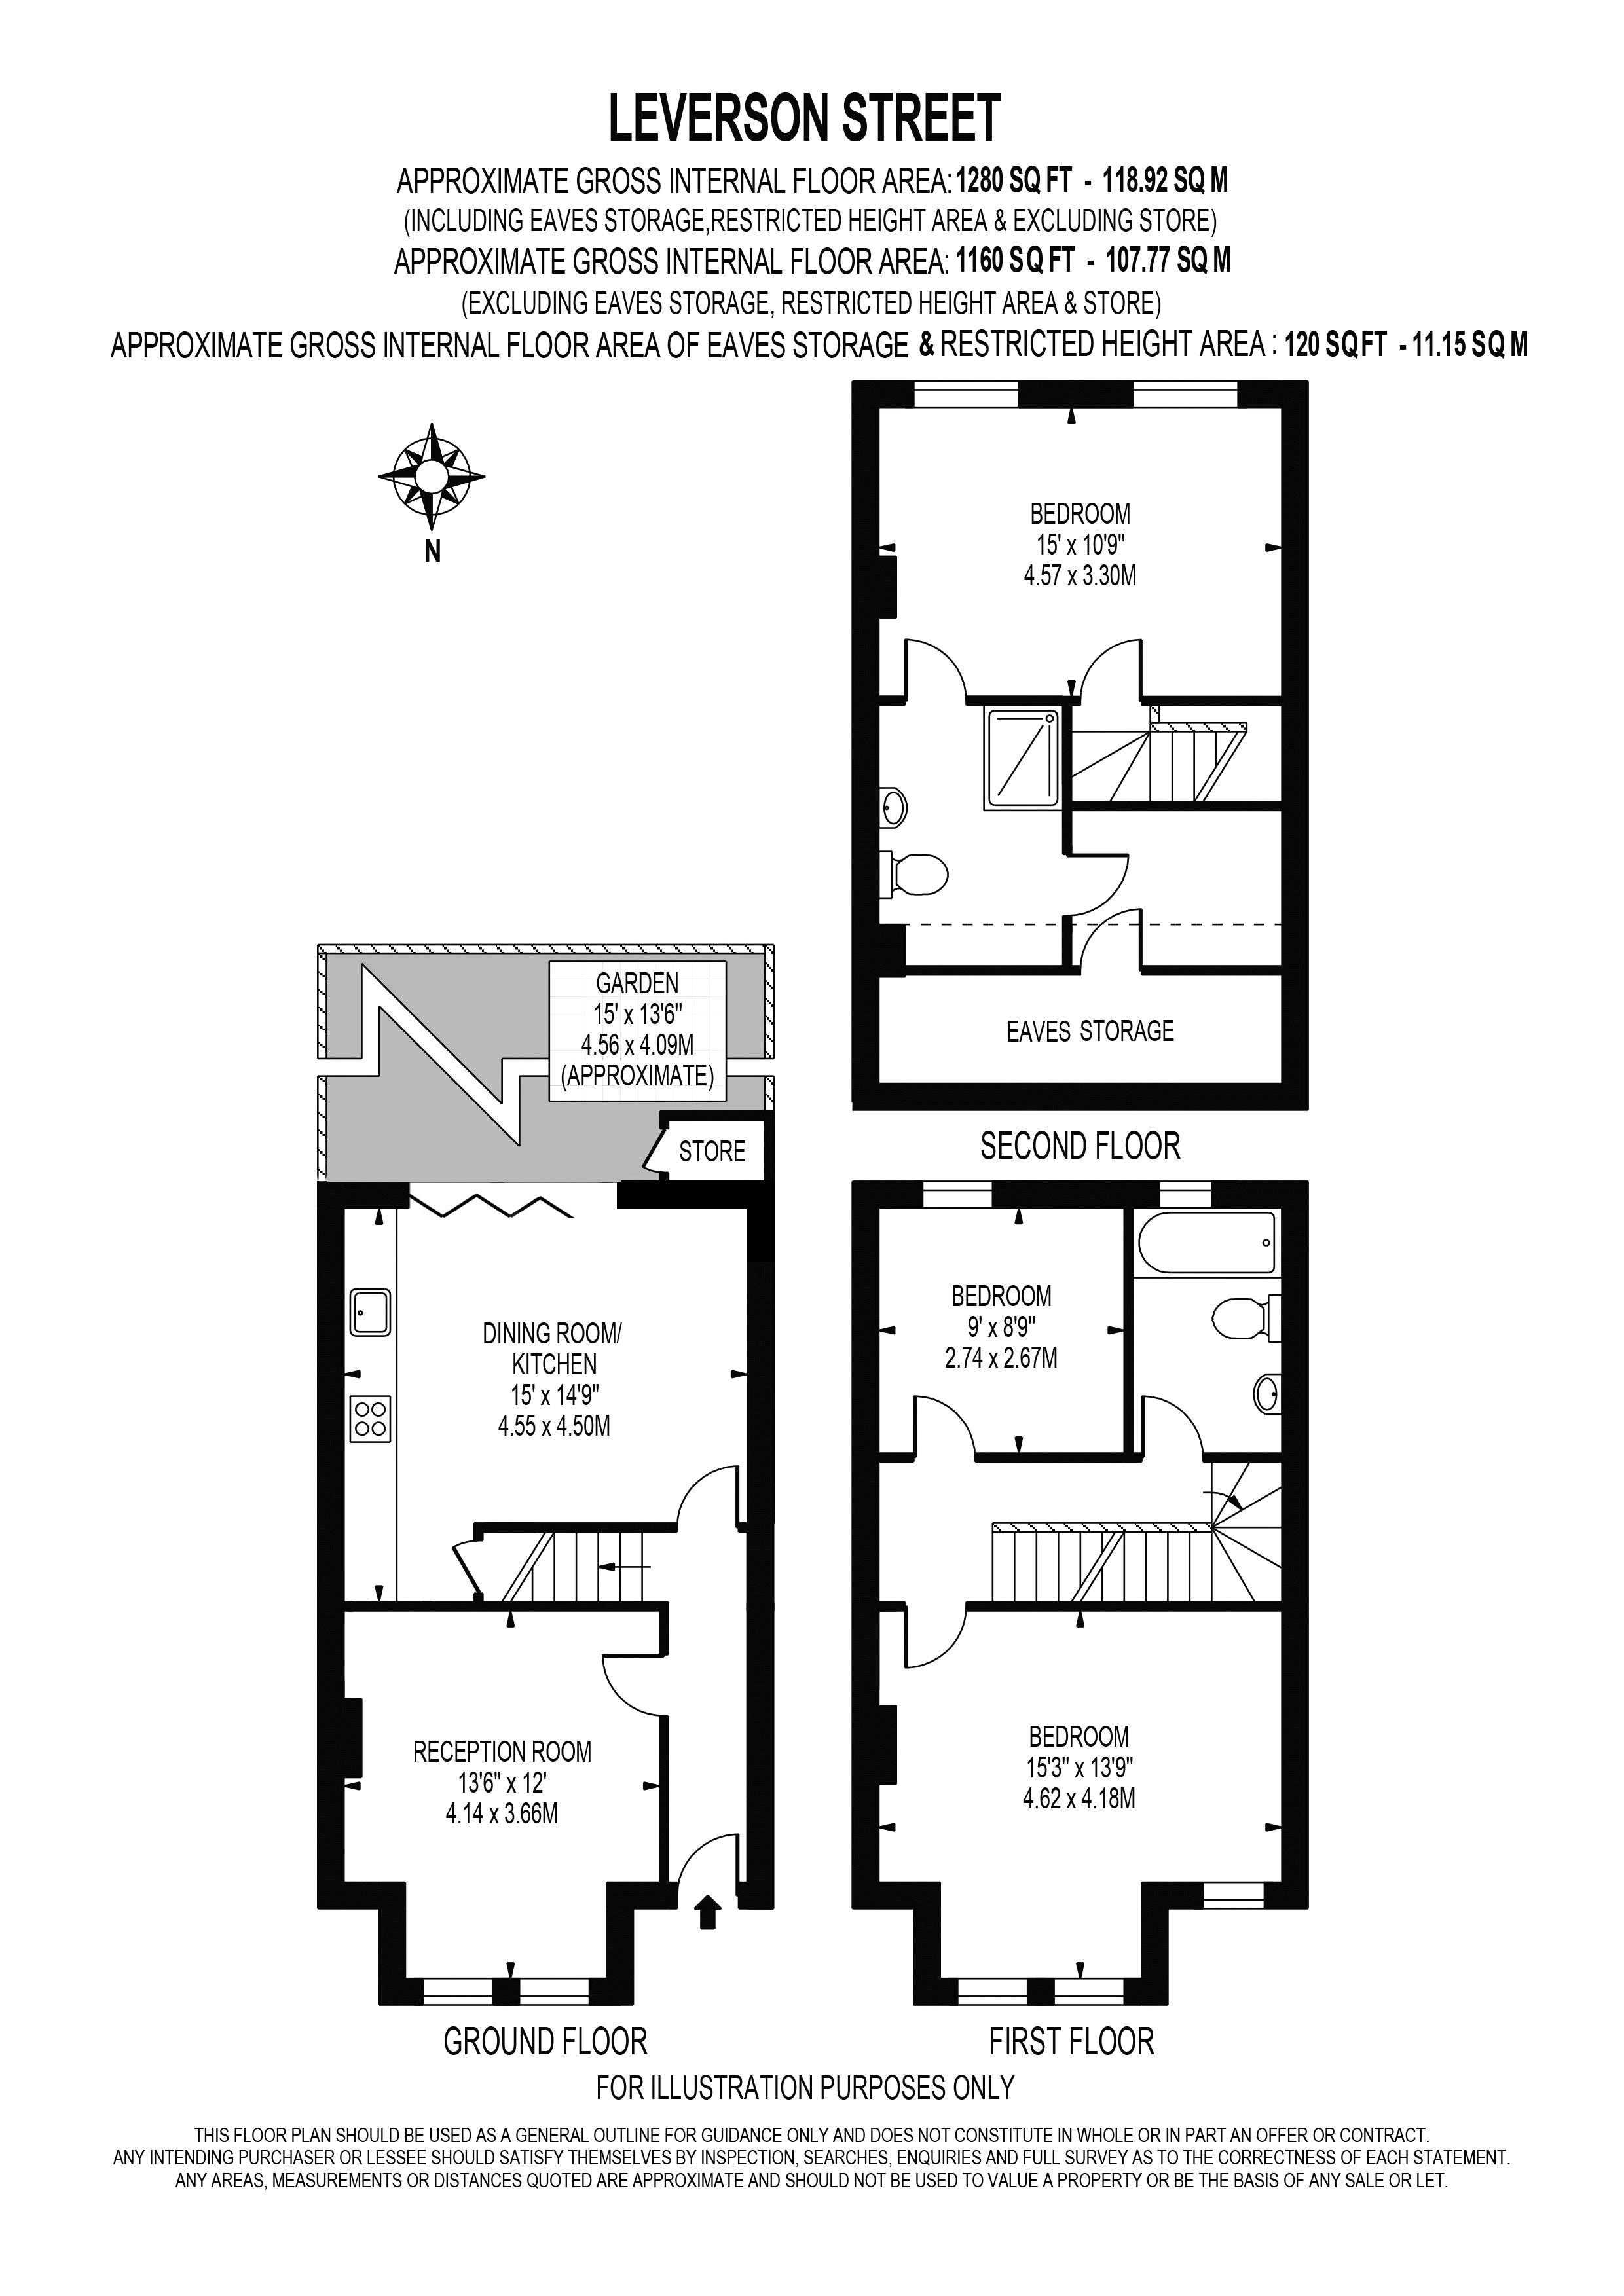 LEVERSON STREET
APPROXIMATE GROSS INTERNAL FLOOR AREA: 1280 SQ FT - 118.92 SQ M
(INCLUDING EAVES STORAGE,RESTRICTED HEIGHT AREA & EXCLUDING STORE)
APPROXIMATE GROSS INTERNAL FLOOR AREA: 1160 SQ FT - 107.77 SQ M
(EXCLUDING EAVES STORAGE, RESTRICTED HEIGHT AREA & STORE)
APPROXIMATE GROSS INTERNAL FLOOR AREA OF EAVES STORAGE & RESTRICTED HEIGHT AREA : 120 SQ FT - 11.15 SQ M
N
BEDROOM
15' x 10'9"
4.57 x 3.30M
EAVES STORAGE
SECOND FLOOR
GARDEN
15' x 13'6"
4.56 x 4.09M
(APPROXIMATE)
STORE
DINING ROOM/
KITCHEN
15' x 14'9"
4.55 x 4.50M
RECEPTION ROOM
13'6" x 12'
4.14 x 3.66M
GROUND FLOOR
BEDROOM
9' x 8'9"
2.74 x 2.67M
BEDROOM
15'3" x 13'9"
4.62 x 4.18M
FIRST FLOOR
FOR ILLUSTRATION PURPOSES ONLY
THIS FLOOR PLAN SHOULD BE USED AS A GENERAL OUTLINE FOR GUIDANCE ONLY AND DOES NOT CONSTITUTE IN WHOLE OR IN PART AN OFFER OR CONTRACT.
ANY INTENDING PURCHASER OR LESSEE SHOULD SATISFY THEMSELVES BY INSPECTION, SEARCHES, ENQUIRIES AND FULL SURVEY AS TO THE CORRECTNESS OF EACH STATEMENT.
ANY AREAS, MEASUREMENTS OR DISTANCES QUOTED ARE APPROXIMATE AND SHOULD NOT BE USED TO VALUE A PROPERTY OR BE THE BASIS OF ANY SALE OR LET.